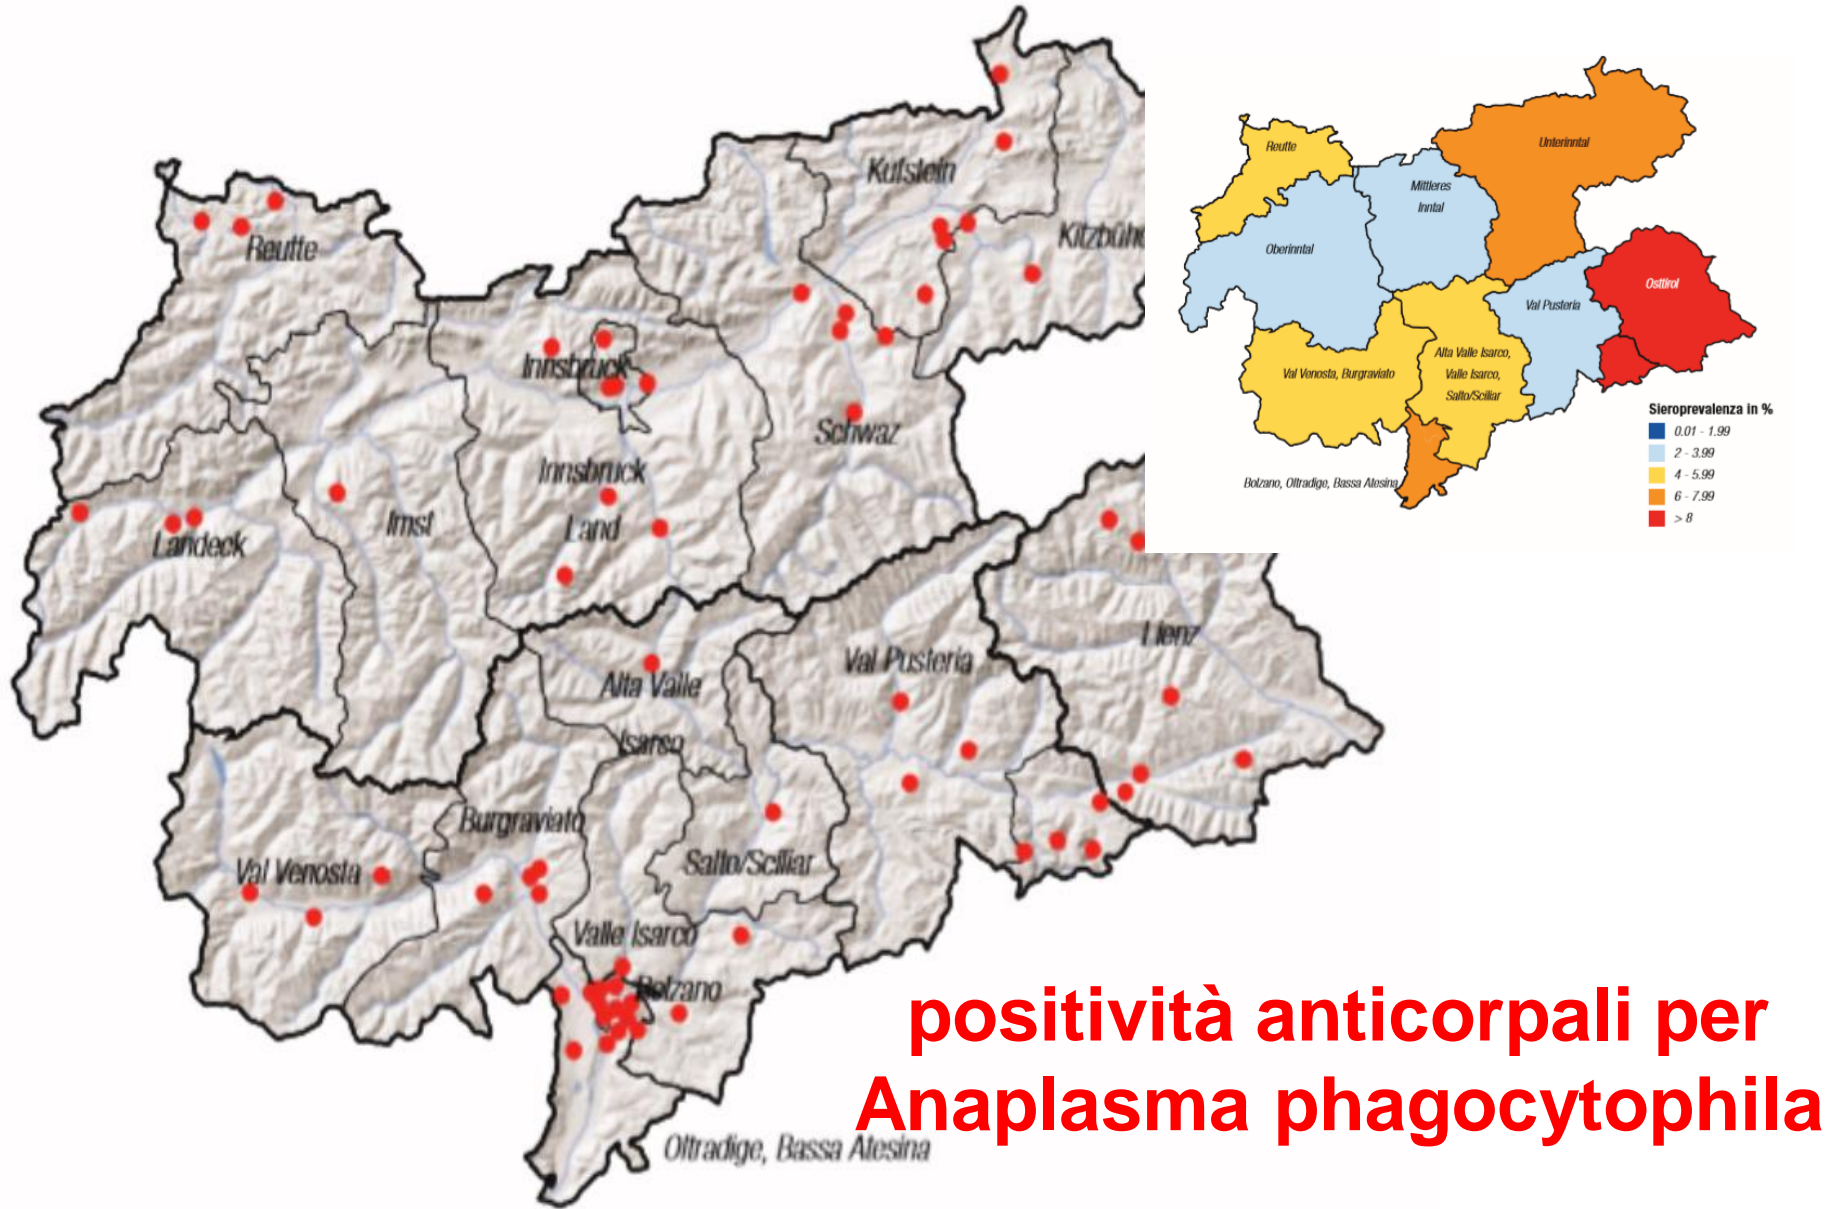 Kufstein
Kitzbühe
Reutte
Innsbruck
Schwaz
Innsbruck
Land
Imst
Landeck
Lienz
Val Pusteria
Alta Valle
Isarco
Burgraviato
Val Venosta
Salto/Sciliar
Valle Isarco
Bolzano
Oltradige, Bassa Atesina
Reutte
Unterinntal
Mittleres
Inntal
Oberinntal
Val Pusteria
Osttirol
Val Venosta, Burgraviato
Alta Valle Isarco,
Valle Isarco,
Salto/Sciliar
Bolzano, Oltradige, Bassa Atesina
Sieroprevalenza in %
0.01 - 1.99
2 - 3.99
4 - 5.99
6 - 7.99
> 8
positività anticorpali per
Anaplasma phagocytophila